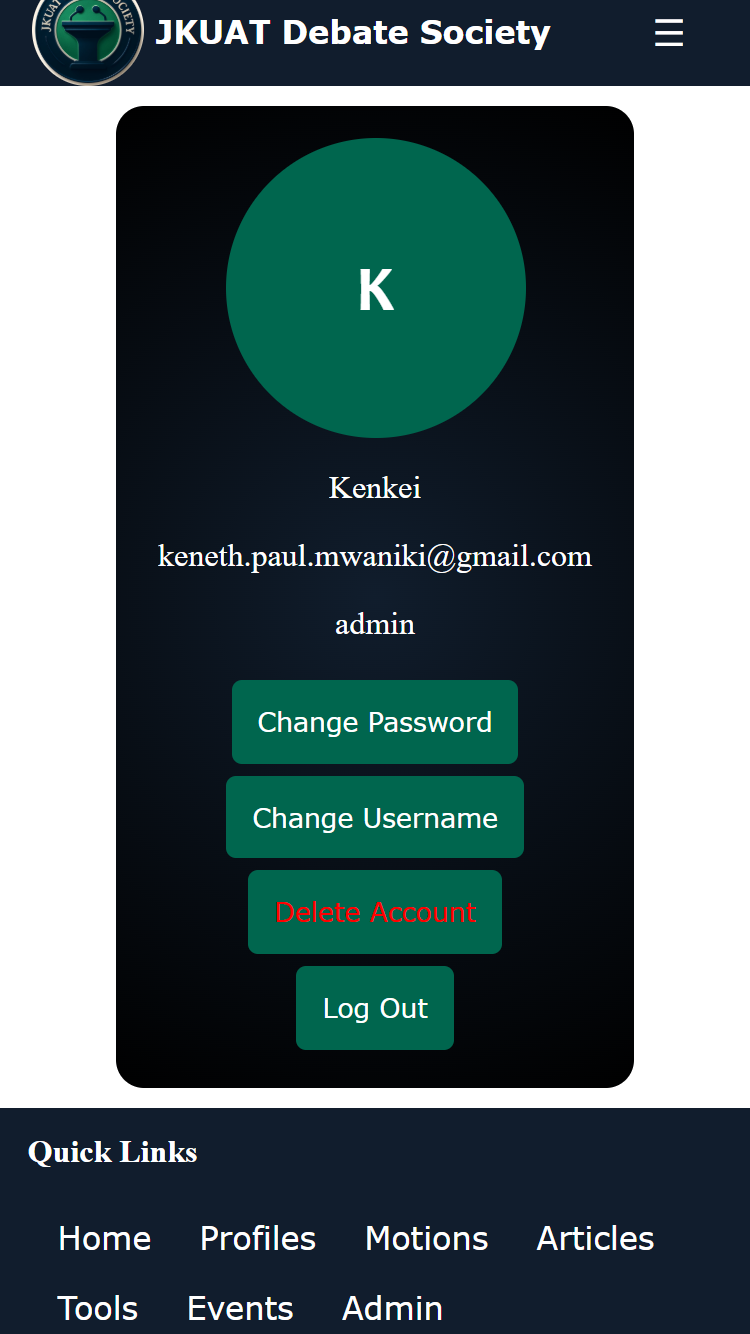 JKUAT SOCIETY
JKUAT Debate Society
K
Kenkei
keneth.paul.mwaniki@gmail.com
admin
Change Password
Change Username
Delete Account
Log Out
Quick Links
Home Profiles Motions Articles
Tools Events Admin